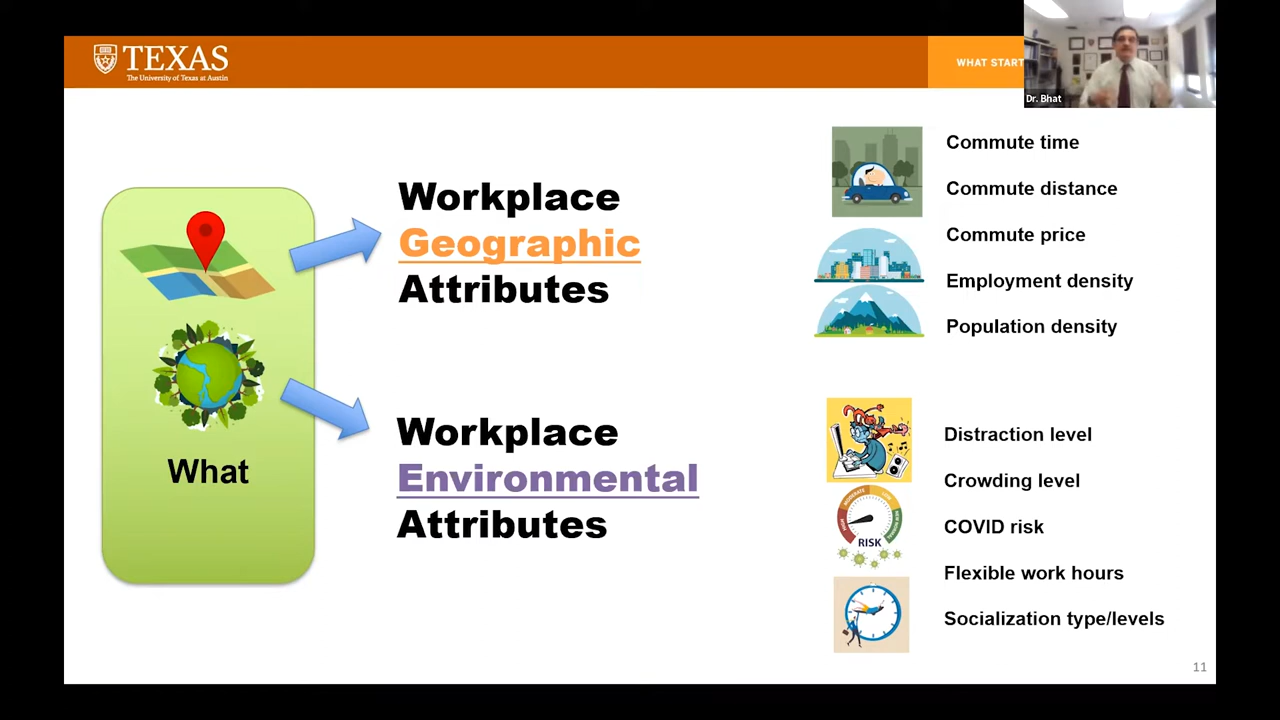 TEXAS
The University of Texas at Austin
WHAT START
Dr. Bhat
What
Workplace
Geographic
Attributes
Commute time
Commute distance
Commute price
Employment density
Population density
Workplace
Environmental
Attributes
RISK
Distraction level
Crowding level
COVID risk
Flexible work hours
Socialization type/levels
11